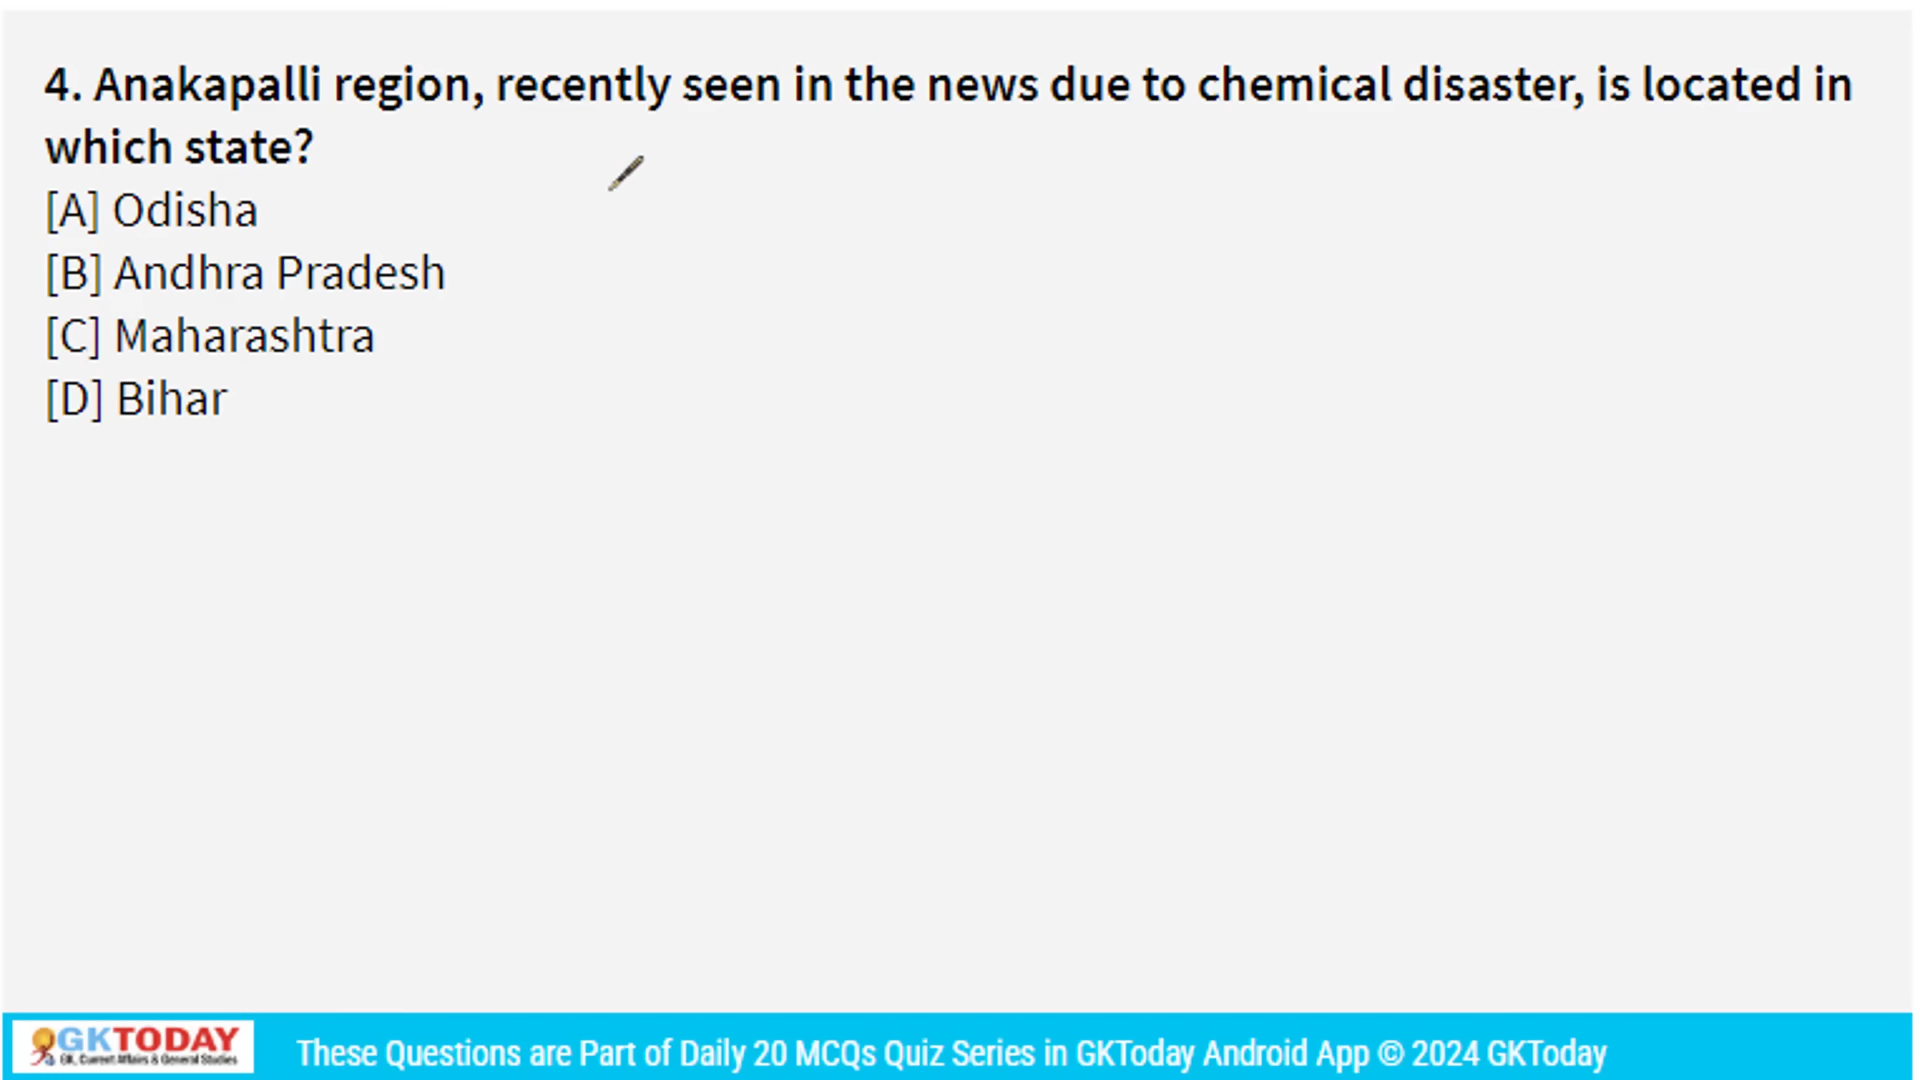 4. Anakapalli region, recently seen in the news due to chemical disaster, is located in
which state?
[A] Odisha
[B] Andhra Pradesh
[C] Maharashtra
[D] Bihar
GKTODAY
GK, Current Affairs & General Studies
These Questions are Part of Daily 20 MCQs Quiz Series in GKToday Android App © 2024 GKToday